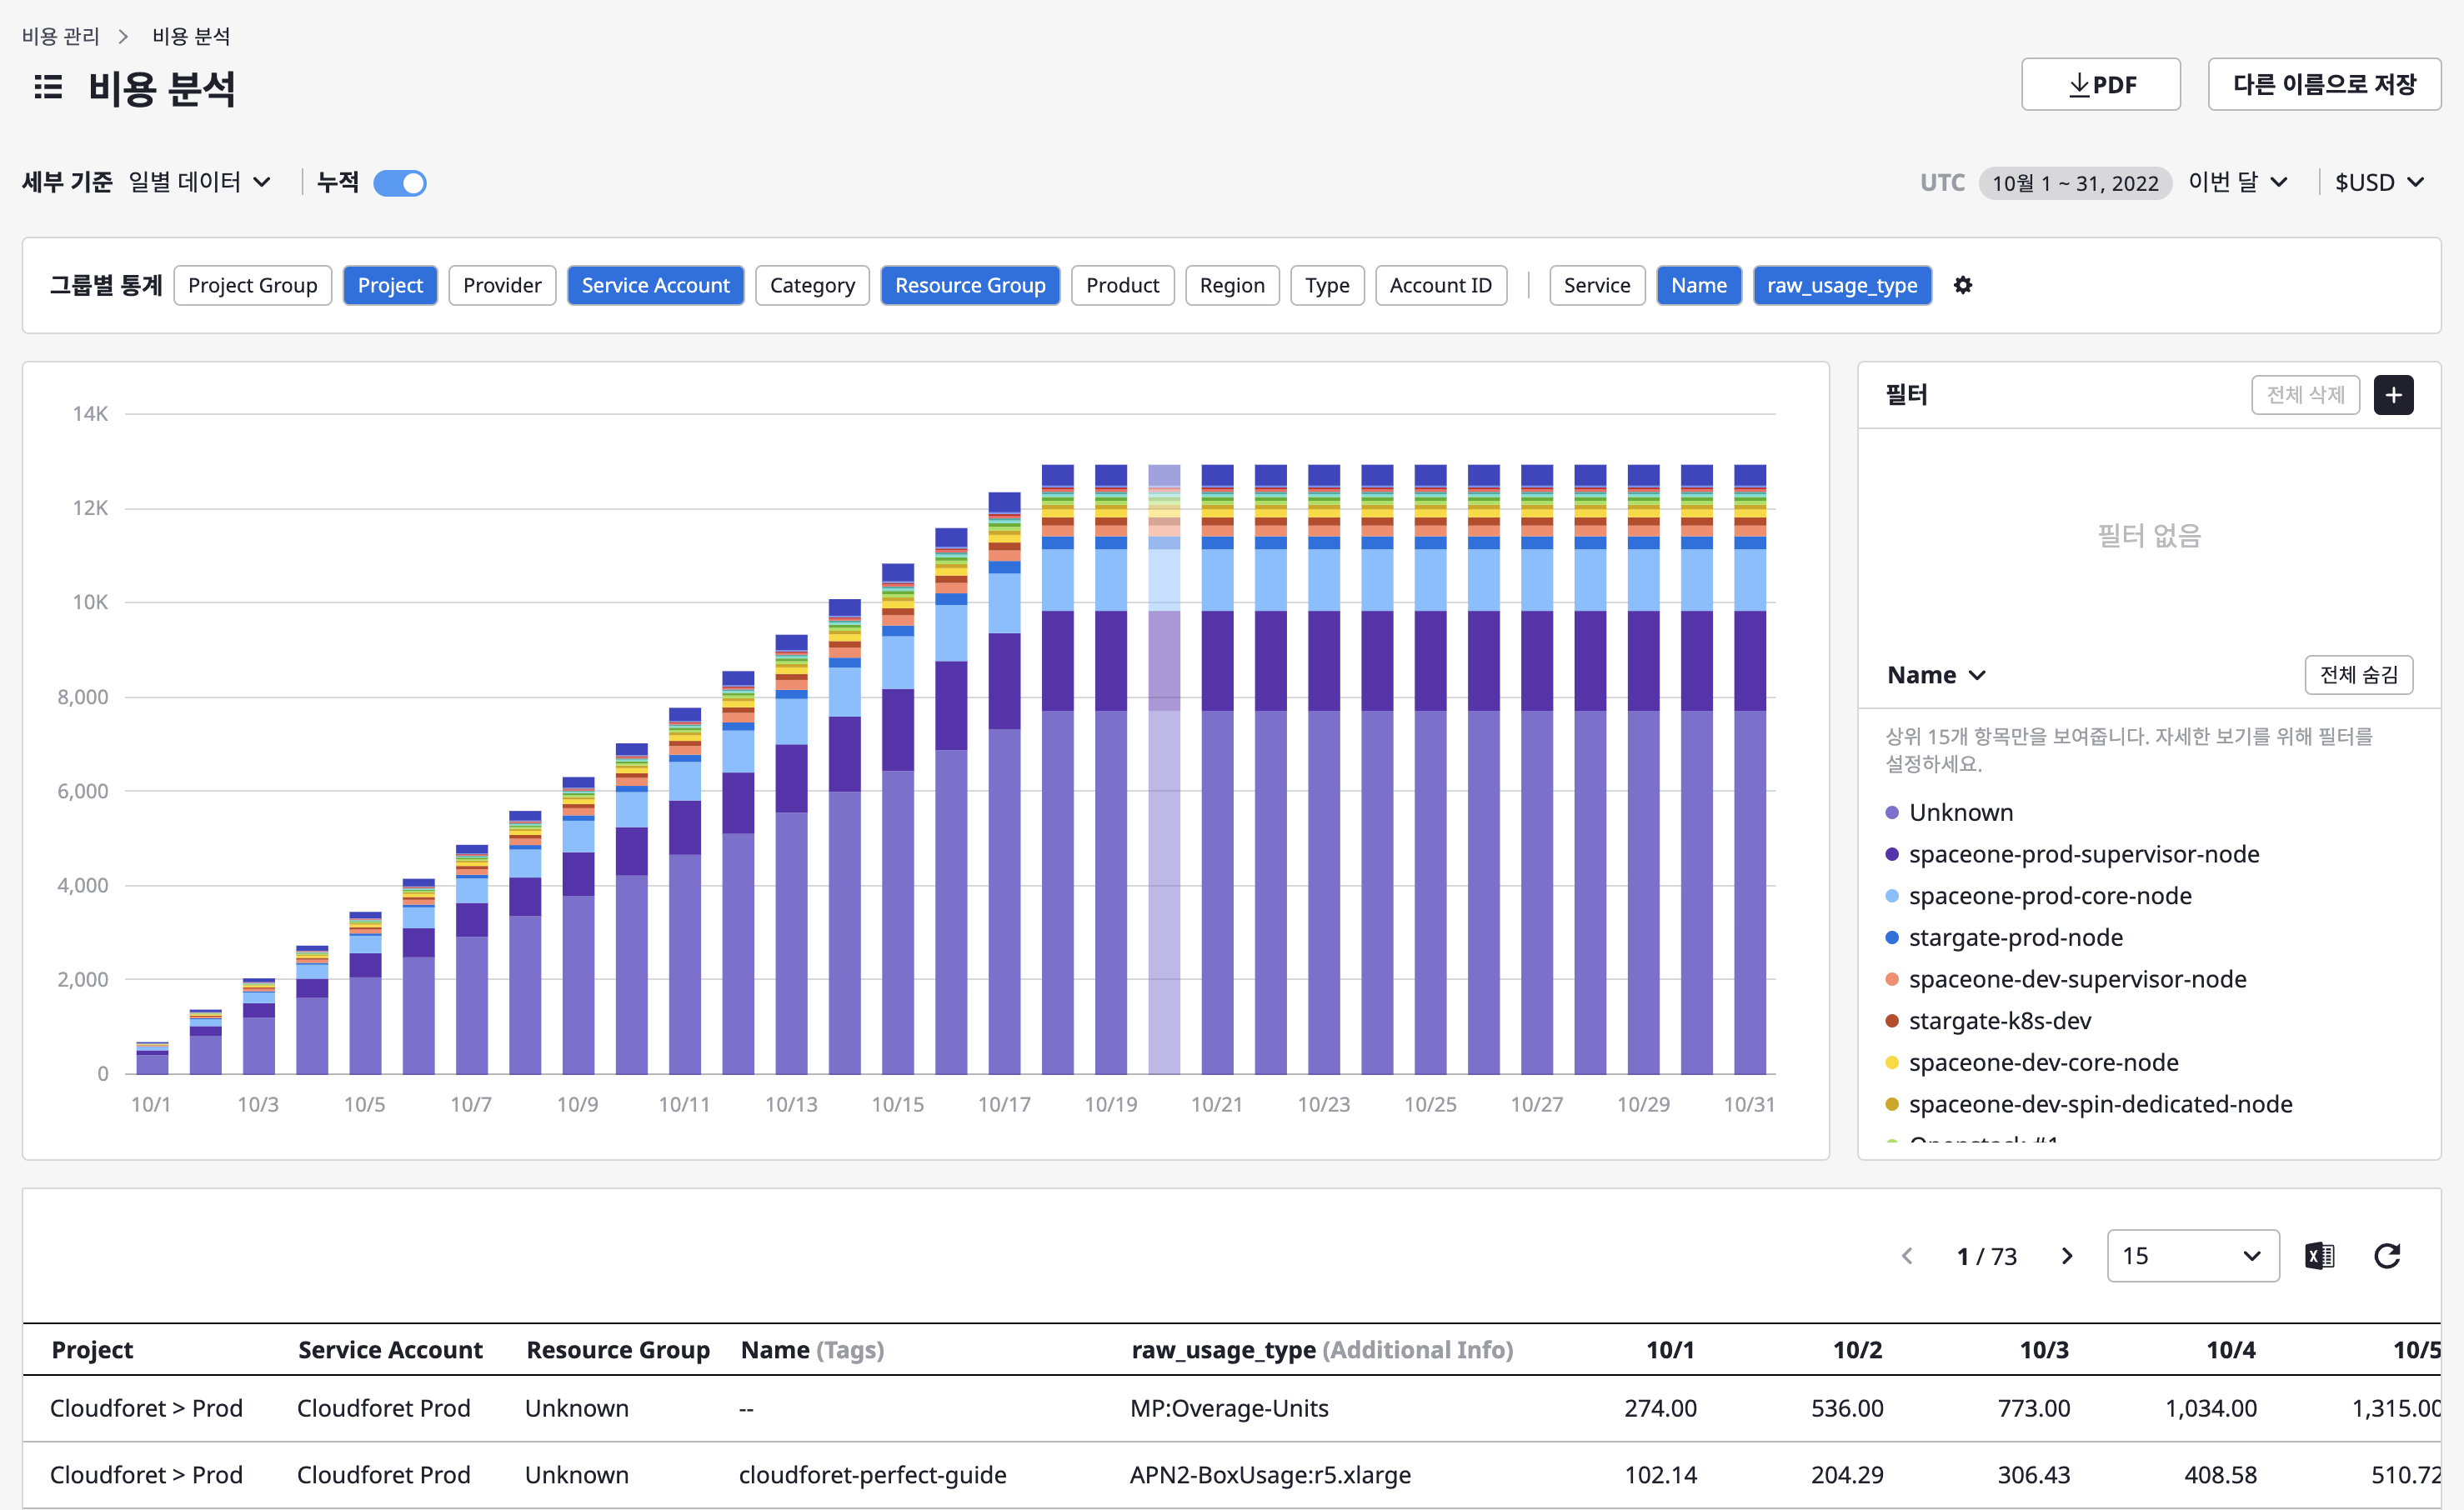 비용 관리 > 비용 분석
비용 분석
PDF
다른 이름으로 저장
세부 기준 일별 데이터 누적
UTC 10월 1 ~ 31, 2022 이번 달 $USD
그룹별 통계 Project Group Project Provider Service Account Category Resource Group Product Region Type Account ID Service Name raw_usage_type
14K
12K
10K
8,000
6,000
4,000
2,000
0
10/1 10/3 10/5 10/7 10/9 10/11 10/13 10/15 10/17 10/19 10/21 10/23 10/25 10/27 10/29 10/31
필터 전체 삭제 +
필터 없음
Name 전체 숨김
상위 15개 항목만을 보여줍니다. 자세한 보기를 위해 필터를
설정하세요.
Unknown
spaceone-prod-supervisor-node
spaceone-prod-core-node
stargate-prod-node
spaceone-dev-supervisor-node
stargate-k8s-dev
spaceone-dev-core-node
spaceone-dev-spin-dedicated-node
Openstack #1
1 / 73 15
Project Service Account Resource Group Name (Tags) raw_usage_type (Additional Info) 10/1 10/2 10/3 10/4 10/5
Cloudforet > Prod Cloudforet Prod Unknown -- MP:Overage-Units 274.00 536.00 773.00 1,034.00 1,315.00
Cloudforet > Prod Cloudforet Prod Unknown cloudforet-perfect-guide APN2-BoxUsage:r5.xlarge 102.14 204.29 306.43 408.58 510.72